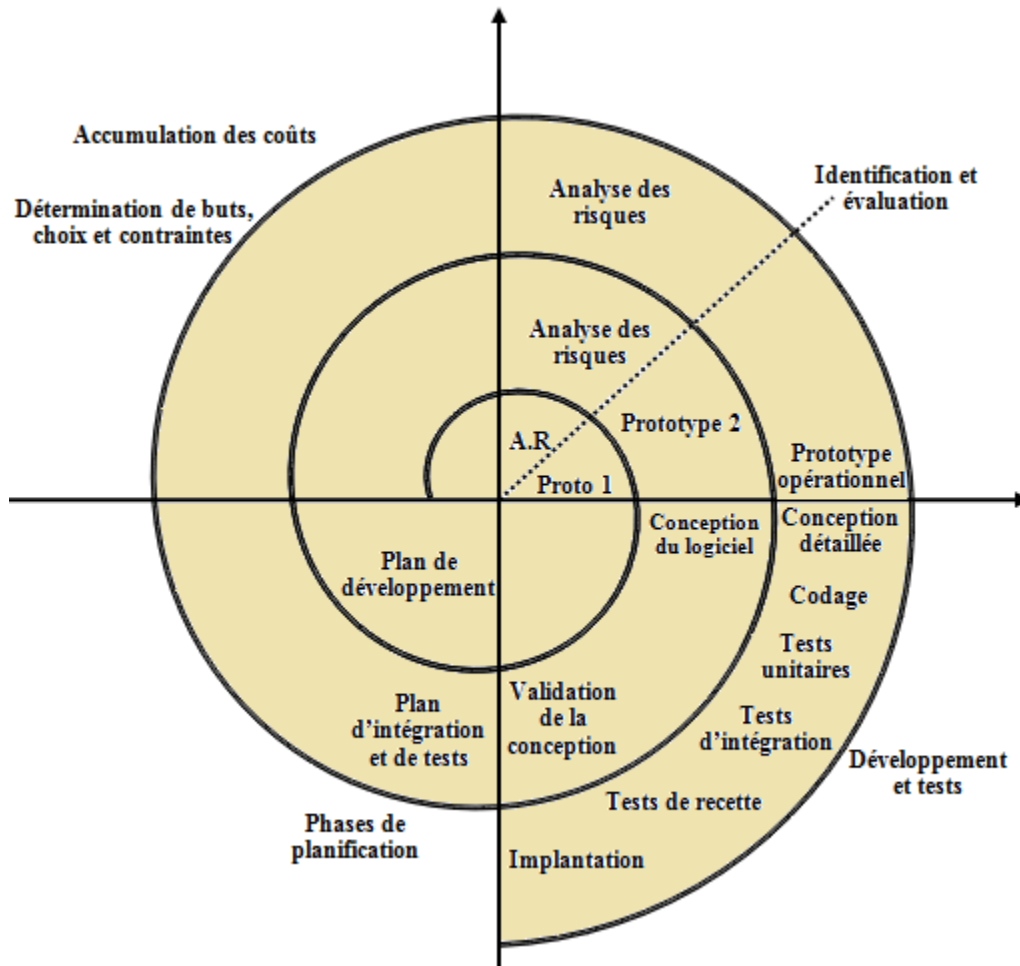 Accumulation des coûts
Détermination de buts,
choix et contraintes
Analyse des
risques
Identification et
évaluation
Analyse des
risques
A.R.
Prototype 2
Proto 1
Prototype
opérationnel
Conception
du logiciel
Conception
détaillée
Plan de
développement
Codage
Tests
unitaires
Plan
d'intégration
et de tests
Validation
de la
conception
Tests
d'intégration
Développement
et tests
Tests de recette
Phases de
planification
Implantation